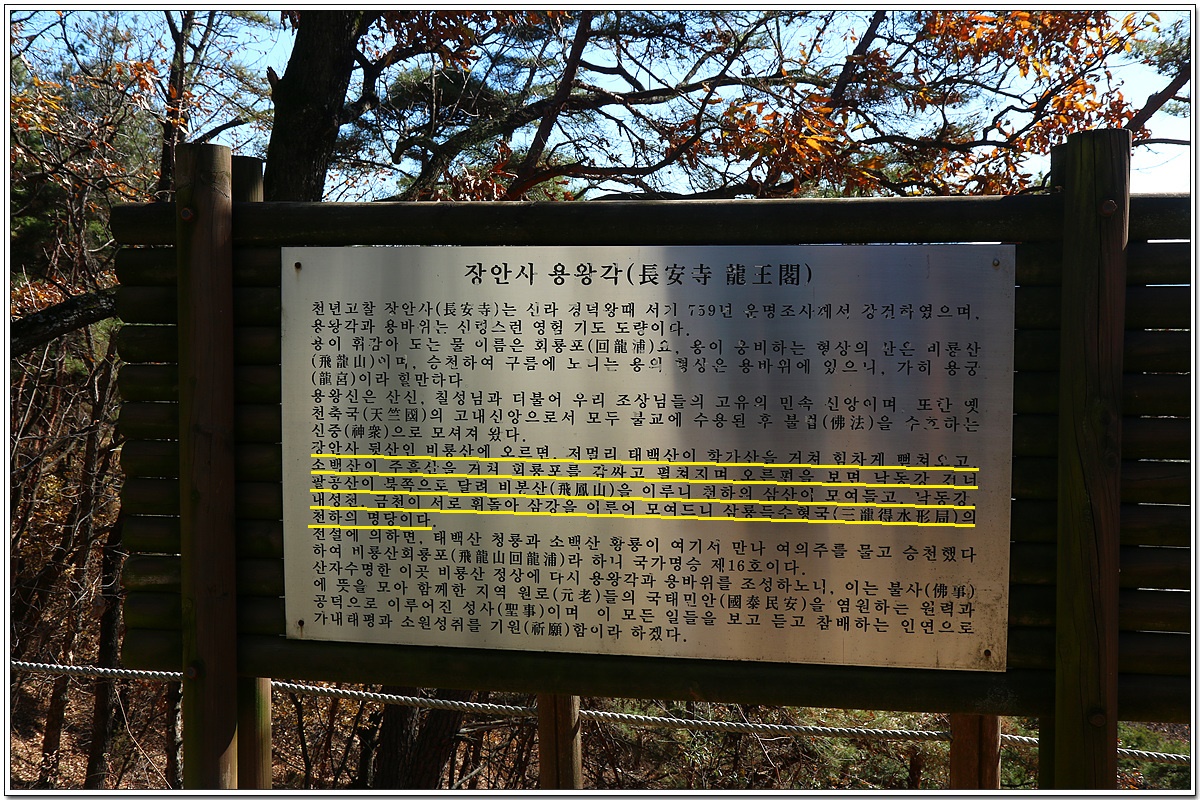 장안사 용왕각(長安寺 龍王閣)
천년고찰 장안사(長安寺)는 신라 경덕왕때 서기 759년 운명조사께서 강건하였으며,
용왕각과 용바위는 신령스런 영험 기도 도량이다.
용이 휘감아 도는 물 이름은 회룡포(回龍浦)요, 용이 웅비하는 형상의 산은 비룡산
(飛龍山)이며, 승천하여 구름에 노니는 용의 형상은 용바위에 있으니, 가히 용궁
(龍宮)이라 할만하다
용왕신은 산신, 칠성님과 더불어 우리 조상님들의 고유의 민속 신앙이며 또한 옛
천축국(天竺國)의 고대신앙으로서 모두 불교에 수용된 후 불법(佛法)을 수호하는
신중(神衆)으로 모셔져 왔다.
장안사 뒷산인 비룡산에 오르면, 저멀리 태백산이 학가산을 거쳐 힘차게 뻗쳐오고
소백산이 주흘산을 거쳐 회룡포를 감싸고 펼쳐지며 오른편을 보면 낙동강 건너
팔공산이 북쪽으로 달려 비봉산(飛鳳山)을 이루니 천하의 삼산이 모여들고, 낙동강
내성천, 금천이 서로 휘돌아 삼강을 이루어 모여드니 삼룡득수형국(三龍得水形局)의
천하의 명당이다.
전설에 의하면, 태백산 청룡과 소백산 황룡이 여기서 만나 여의주를 물고 승천했다
하여 비룡산회룡포(飛龍山回龍浦)라 하니 국가명승 제16호이다.
산자수명한 이곳 비룡산 정상에 다시 용왕각과 용바위를 조성하노니, 이는 불사(佛事)
에 뜻을 모아 함께한 지역 원로(元老)들의 국태민안(國泰民安)을 염원하는 원력과
공덕으로 이루어진 성사(聖事)이며 이 모든 일들을 보고 듣고 참배하는 인연으로
가내태평과 소원성취를 기원(祈願)함이라 하겠다.